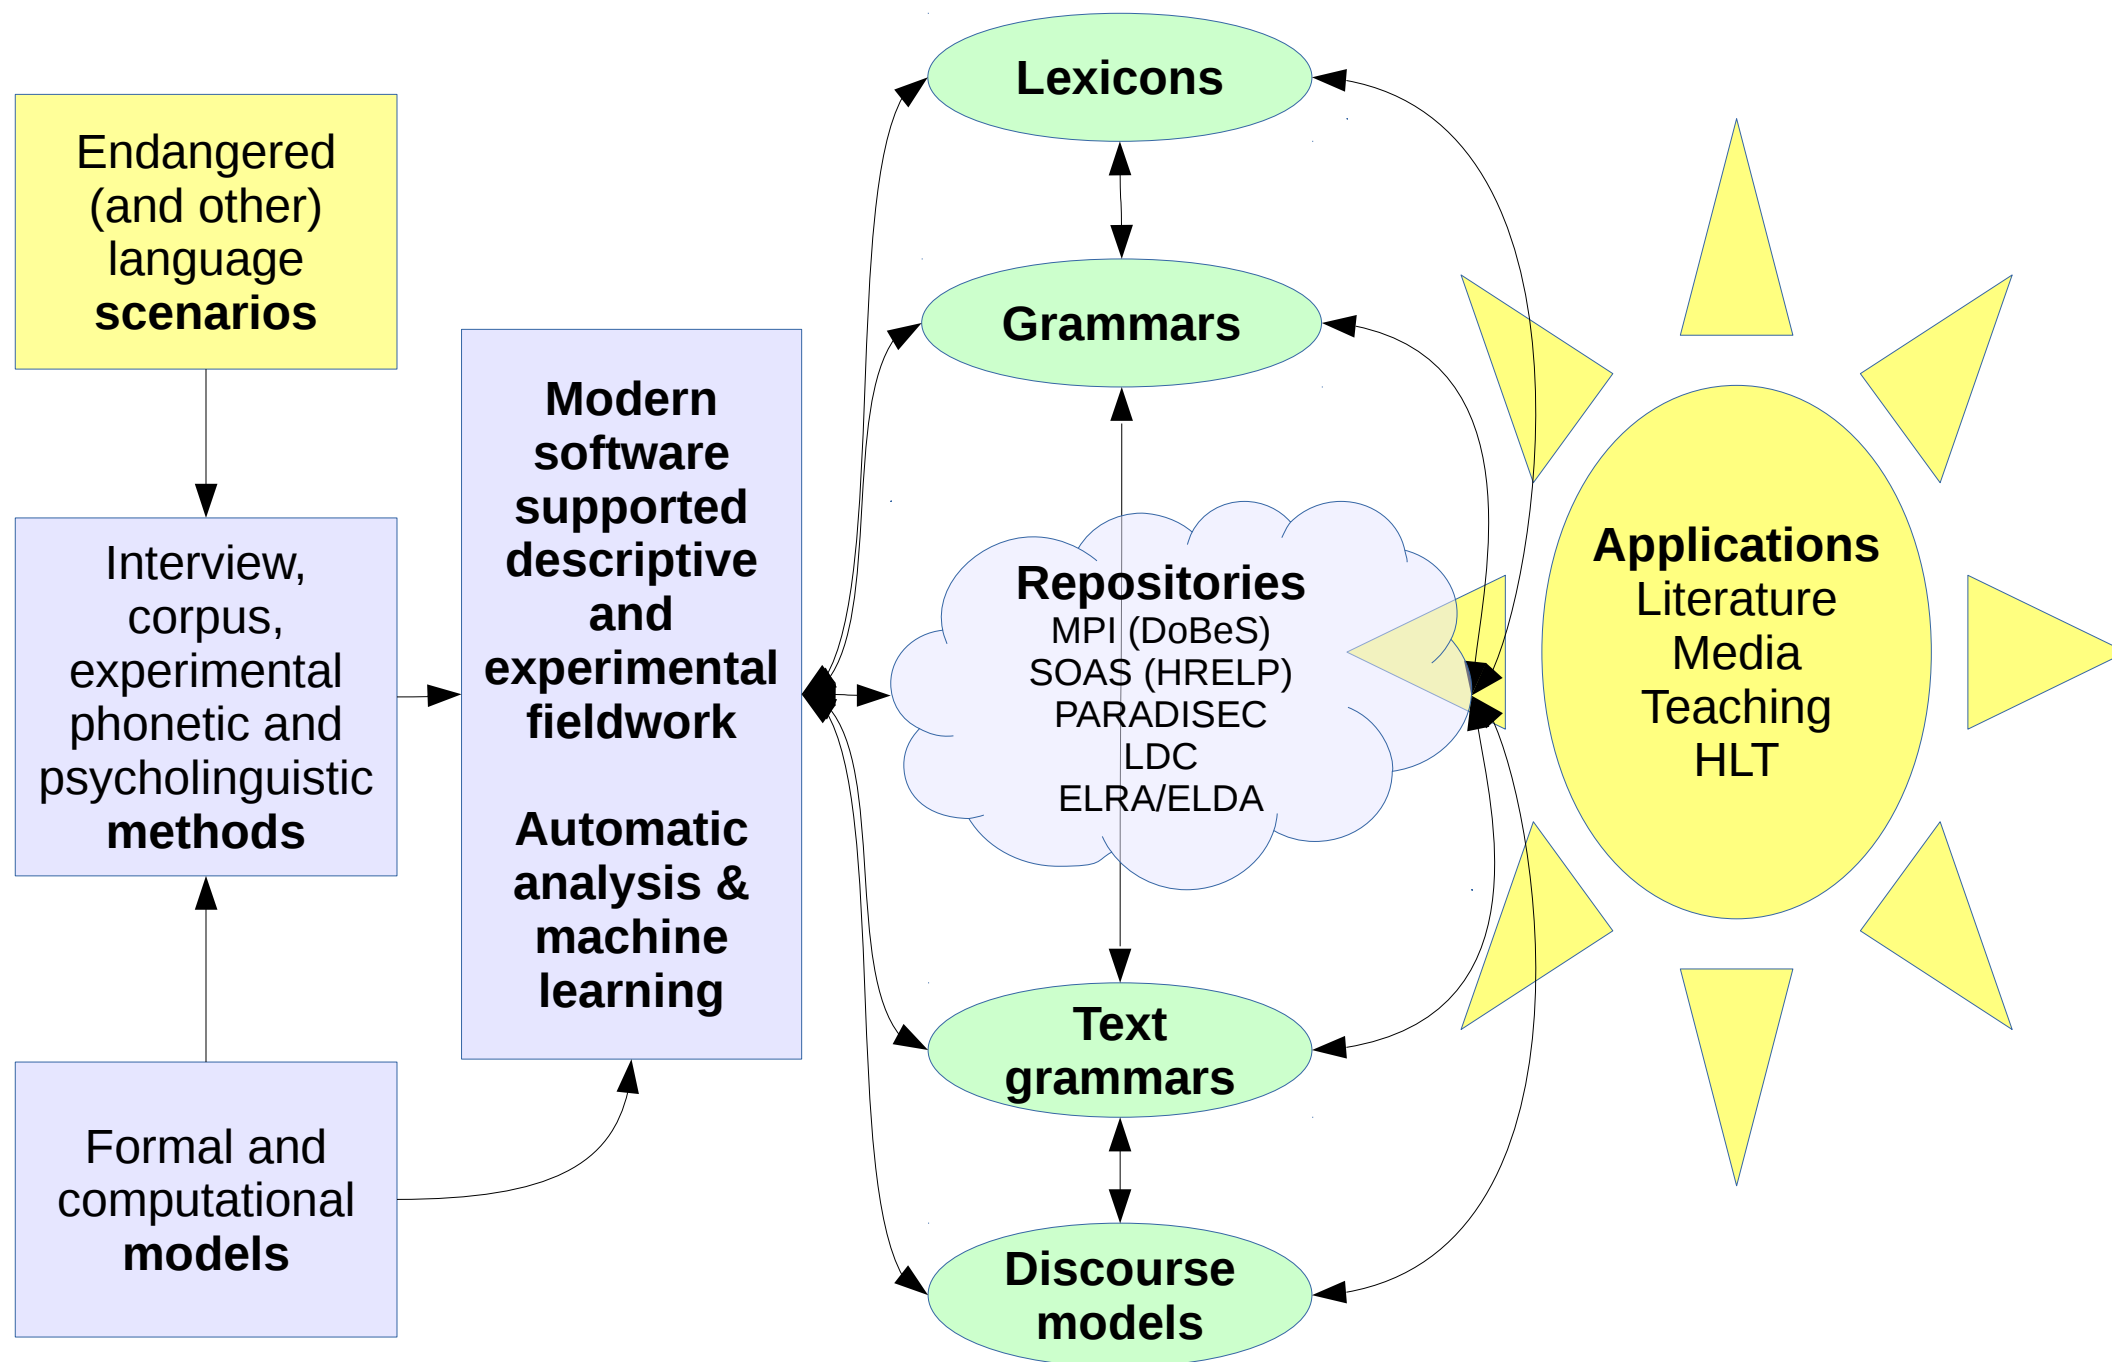 Endangered
(and other)
language
scenarios
Interview,
corpus,
experimental
phonetic and
psycholinguistic
methods
Formal and
computational
models
Modern
software
supported
descriptive
and
experimental
fieldwork
Automatic
analysis &
machine
learning
Lexicons
Grammars
Repositories
MPI (DoBeS)
SOAS (HRELP)
PARADISEC
LDC
ELRA/ELDA
Text
grammars
Discourse
models
Applications
Literature
Media
Teaching
HLT